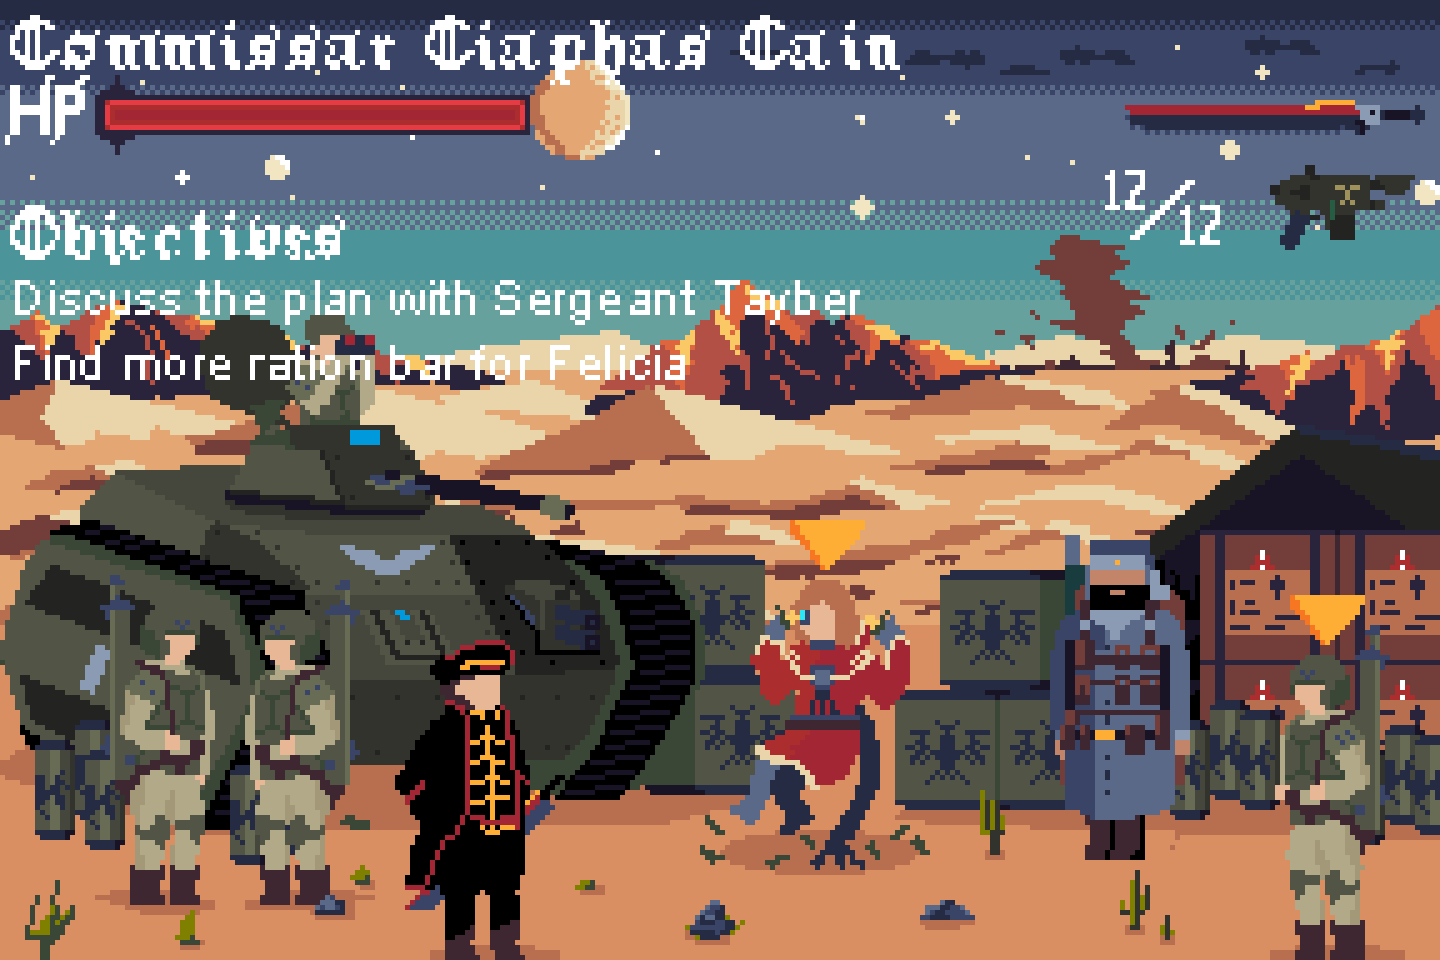 Commissar Ciaphas Cain
HP
12/12
Objectives
Discuss the plan with Sergeant Tayber
Find more ration bar for Felicia